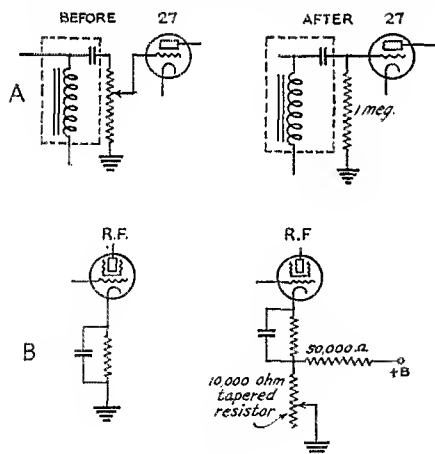 BEFORE 27
AFTER 27
A
1 meg.
R.F.
R.F
B
50,000 Ω
+B
10,000 ohm
tapered
resistor